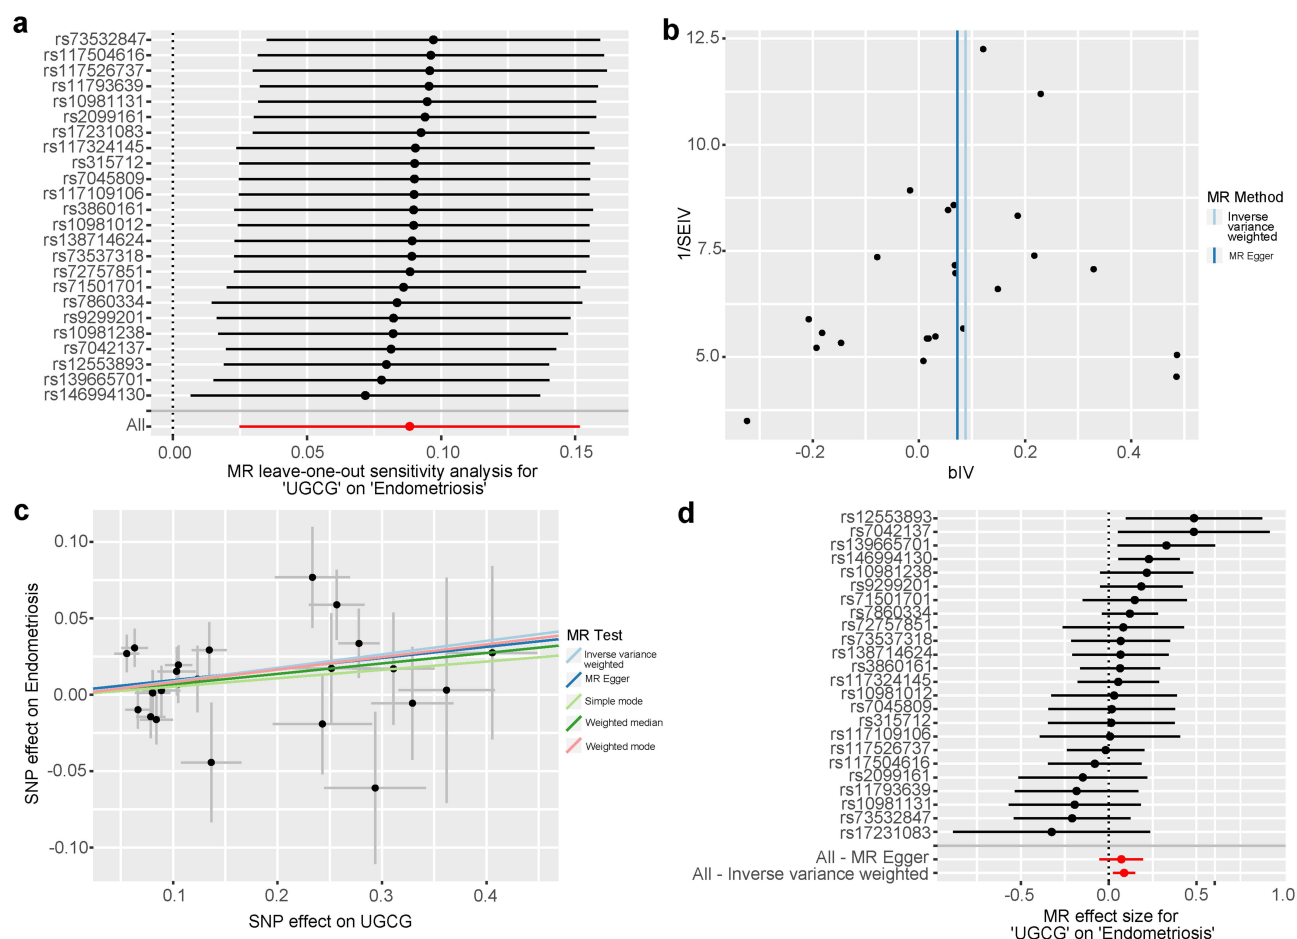 a
rs73532847
rs117504616
rs117526737
rs11793639
rs10981131
rs2099161
rs17231083
rs117324145
rs315712
rs7045809
rs117109106
rs3860161
rs10981012
rs138714624
rs73537318
rs72757851
rs71501701
rs7860334
rs9299201
rs10981238
rs7042137
rs12553893
rs139665701
rs146994130
All
0.00 0.05 0.10 0.15
MR leave-one-out sensitivity analysis for
'UGCG' on 'Endometriosis'
b
12.5
10.0
7.5
5.0
1/SEIV
-0.2 0.0 0.2 0.4
bIV
MR Method
Inverse
variance
weighted
MR Egger
c
0.10
0.05
0.00
-0.05
-0.10
SNP effect on Endometriosis
0.1 0.2 0.3 0.4
SNP effect on UGCG
MR Test
Inverse variance
weighted
MR Egger
Simple mode
Weighted median
Weighted mode
d
rs12553893
rs7042137
rs139665701
rs146994130
rs10981238
rs9299201
rs71501701
rs7860334
rs72757851
rs73537318
rs138714624
rs3860161
rs117324145
rs10981012
rs7045809
rs315712
rs117109106
rs117526737
rs117504616
rs2099161
rs11793639
rs10981131
rs73532847
rs17231083
All - MR Egger
All - Inverse variance weighted
-0.5 0.0 0.5 1.0
MR effect size for
'UGCG' on 'Endometriosis'